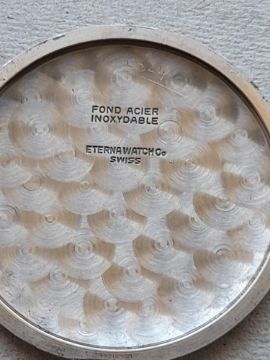 FOND ACIER
INOXYDABLE
ETERNA WATCH Co
SWISS